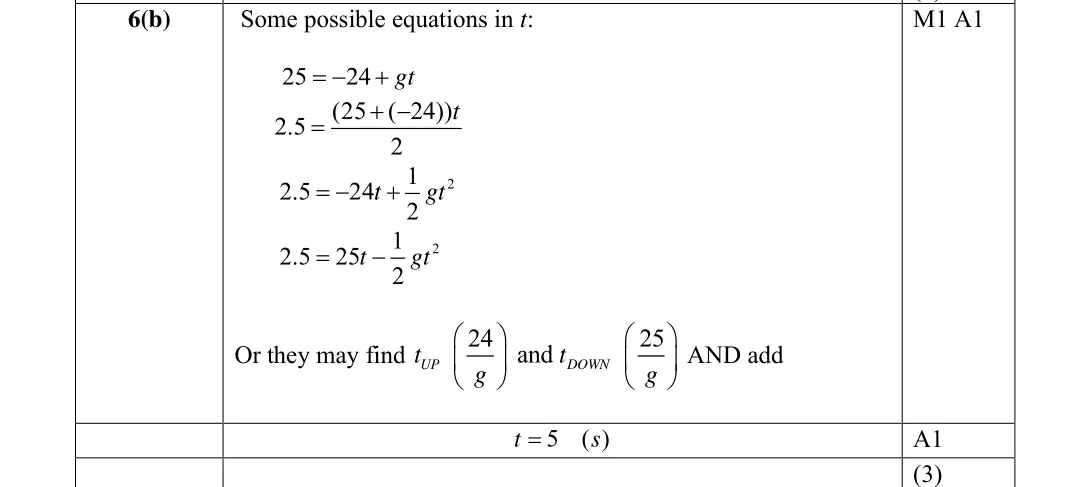 6(b) Some possible equations in t: M1 A1
25 = −24 + gt
2.5 = (25 + (−24))t / 2
2.5 = −24t + 1/2 gt²
2.5 = 25t − 1/2 gt²
Or they may find t_UP (24/g) and t_DOWN (25/g) AND add
t = 5 (s) A1
(3)